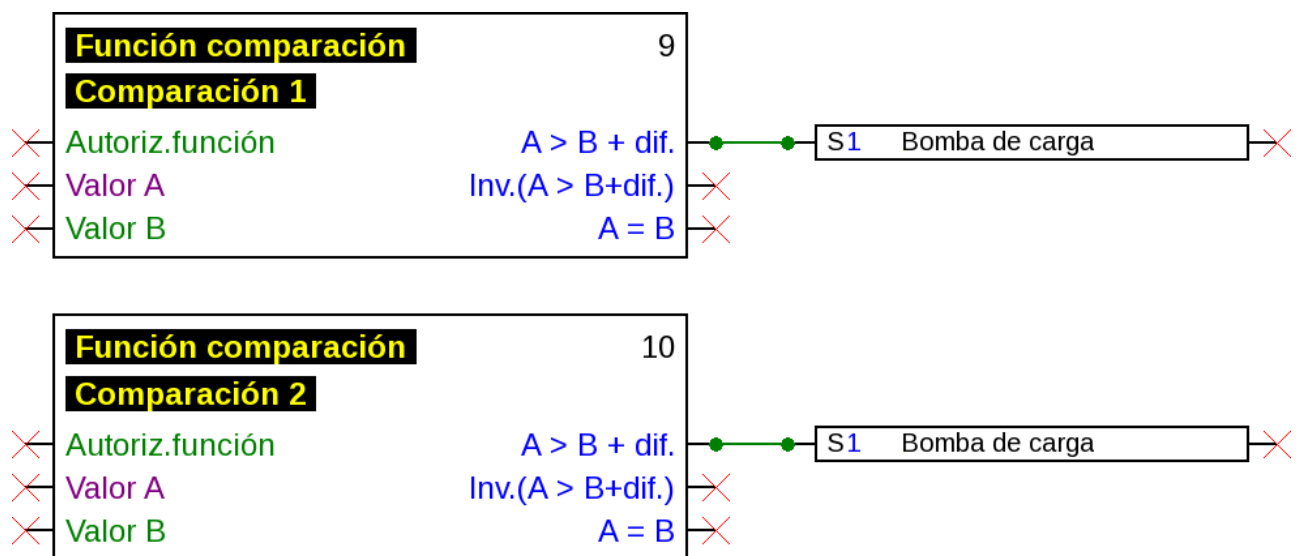 Función comparación 9
Comparación 1
Autoriz.función A > B + dif. S1 Bomba de carga
Valor A Inv.(A > B+dif.)
Valor B A = B
Función comparación 10
Comparación 2
Autoriz.función A > B + dif. S1 Bomba de carga
Valor A Inv.(A > B+dif.)
Valor B A = B